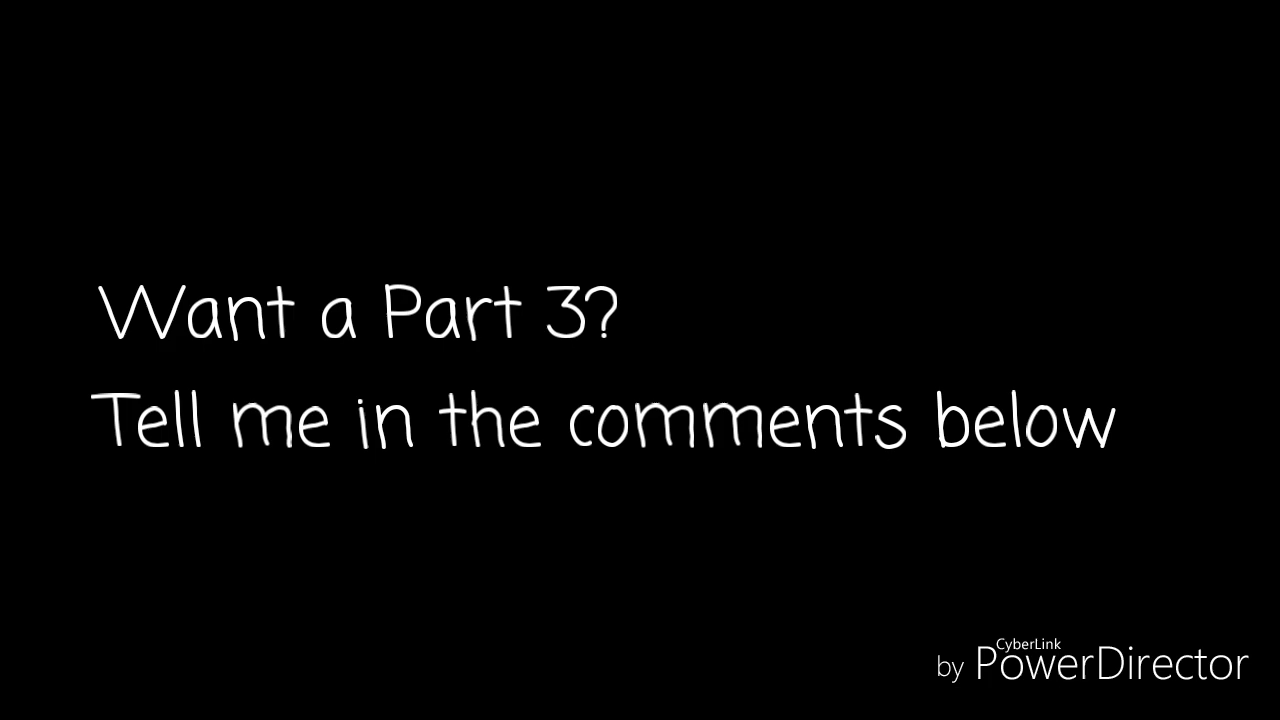 Want a Part 3?
Tell me in the comments below
CyberLink
by PowerDirector